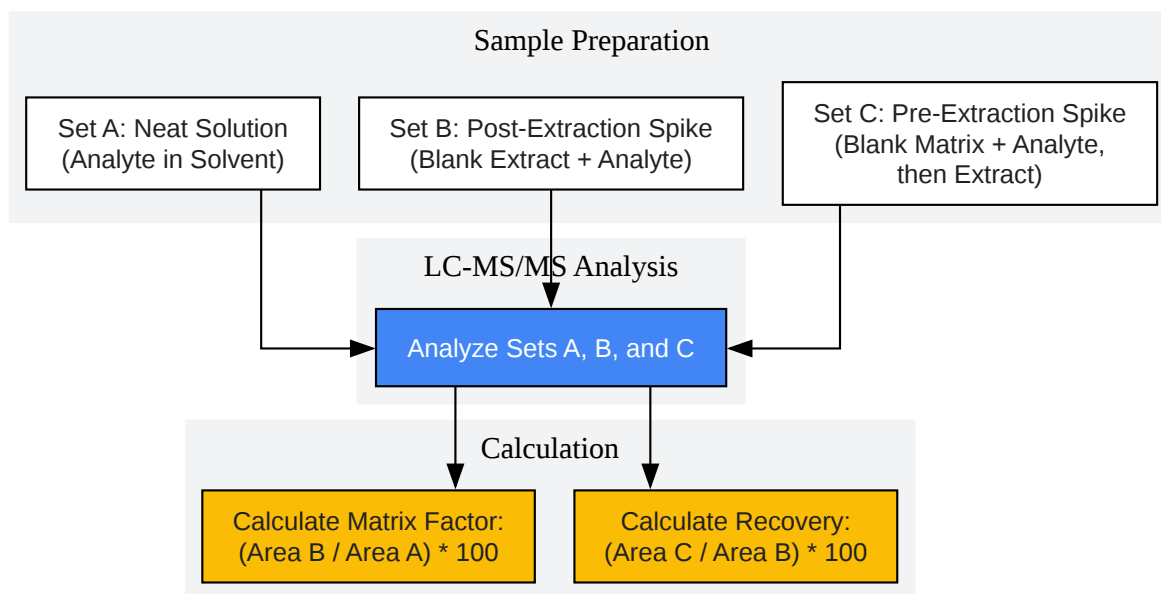 Sample Preparation
Set A: Neat Solution
(Analyte in Solvent)
Set B: Post-Extraction Spike
(Blank Extract + Analyte)
Set C: Pre-Extraction Spike
(Blank Matrix + Analyte,
then Extract)
LC-MS/MS Analysis
Analyze Sets A, B, and C
Calculation
Calculate Matrix Factor:
(Area B / Area A) * 100
Calculate Recovery:
(Area C / Area B) * 100